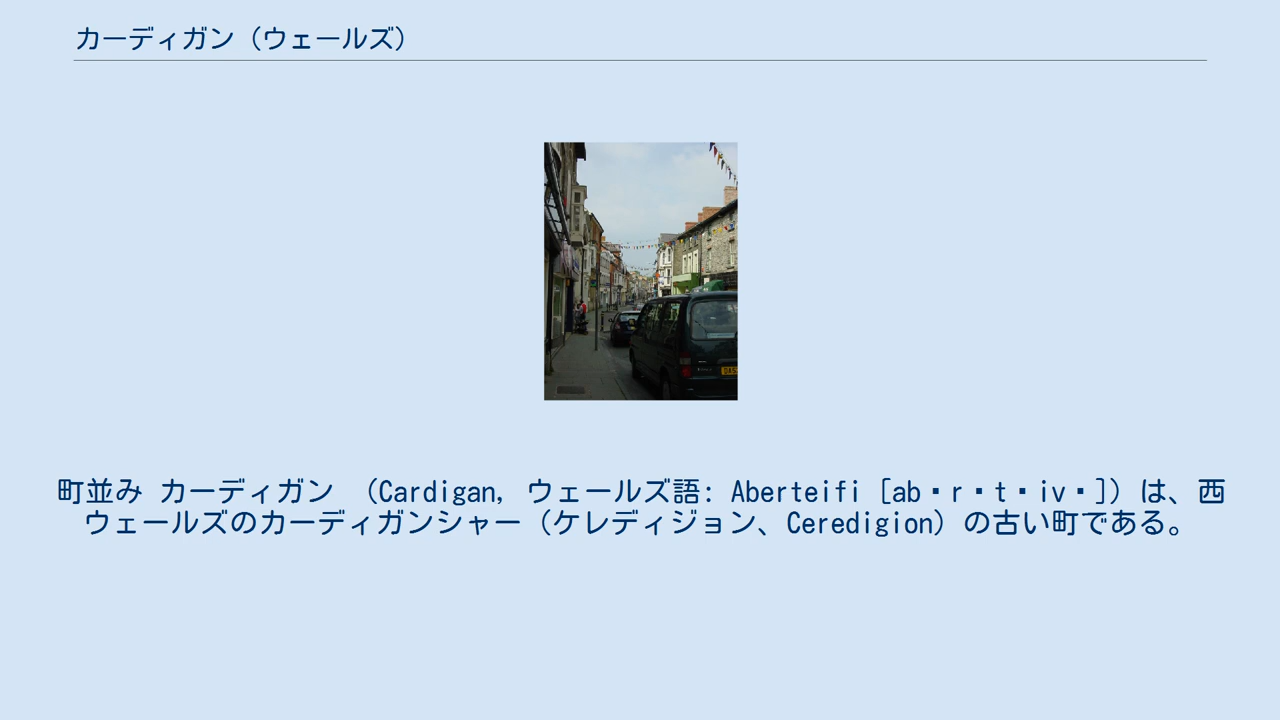 カーディガン（ウェールズ）
町並み カーディガン （Cardigan, ウェールズ語: Aberteifi [ab・r・t・iv・]）は、西
ウェールズのカーディガンシャー（ケレディジョン、Ceredigion）の古い町である。